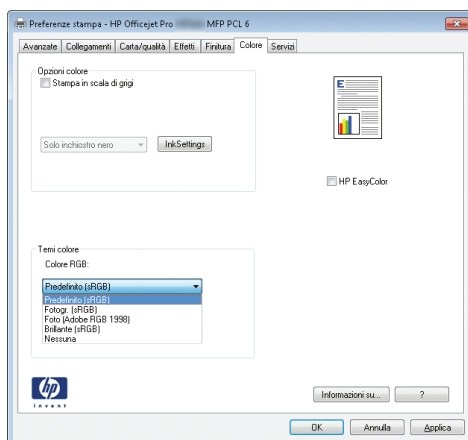 Preferenze stampa - HP Officejet Pro MFP PCL 6
Avanzate Collegamenti Carta/qualità Effetti Finitura Colore Servizi
Opzioni colore
Stampa in scala di grigi
Solo inchiostro nero
InkSettings
E
HP EasyColor
Temi colore
Colore RGB:
Predefinito (sRGB)
Predefinito (sRGB)
Fotogr. (sRGB)
Foto (Adobe RGB 1998)
Brillante (sRGB)
Nessuna
hp
invent
Informazioni su... ?
OK Annulla Applica